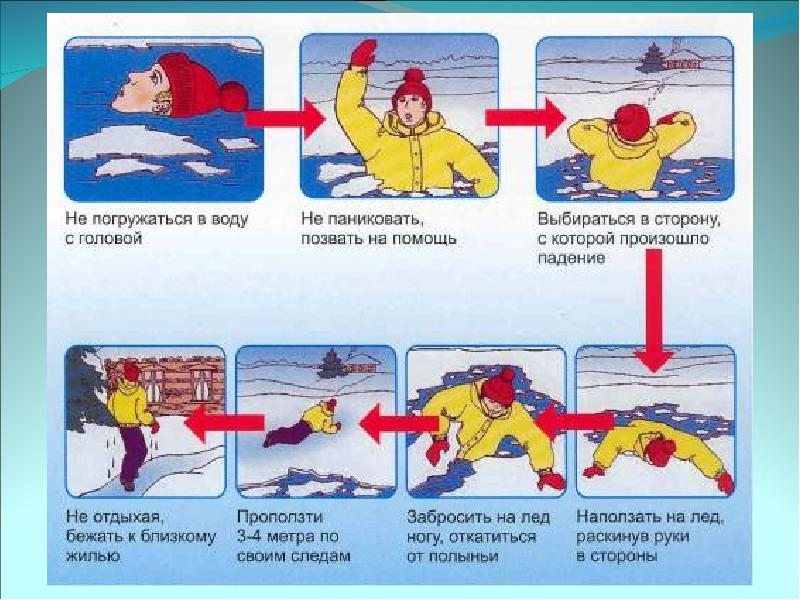 Не погружаться в воду
с головой
Не паниковать,
позвать на помощь
Выбираться в сторону,
с которой произошло
падение
Не отдыхая,
бежать к близкому
жилью
Проползти
3-4 метра по
своим следам
Забросить на лед
ногу, откатиться
от полыньи
Наползать на лед,
раскинув руки
в стороны